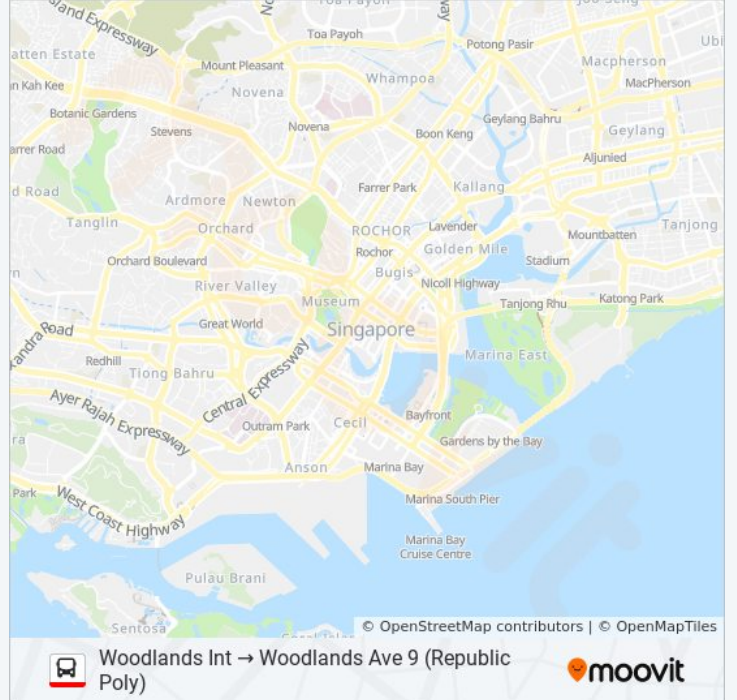 Toa Payoh
sland Expressway
way
Joo Seng
Toa Payoh
Potong Pasir
Ubi
atten Estate
Mount Pleasant
Macpherson
n Kah Kee
Whampoa
MacPherson
Novena
Botanic Gardens
Geylang Bahru
Stevens
Novena
Boon Keng
Geylang
arrer Road
Aljunied
d Road
Farrer Park
Kallang
Ardmore
Newton
Tanglin
Orchard
ROCHOR
Lavender
Tanjong
Mountbatten
Rochor
Golden Mile
Orchard Boulevard
Stadium
Bugis
River Valley
Nicoll Highway
Museum
Tanjong Rhu
Katong Park
Great World
Singapore
xandra Road
Marina East
Redhill
Tiong Bahru
Central Expressway
Ayer Rajah Expressway
Bayfront
Outram Park
Cecil
Gardens by the Bay
Anson
Marina Bay
Park
West Coast Highway
Marina South Pier
Marina Bay
Cruise Centre
Pulau Brani
Sentosa
© OpenStreetMap contributors | © OpenMapTiles
Woodlands Int → Woodlands Ave 9 (Republic
Poly)
moovit